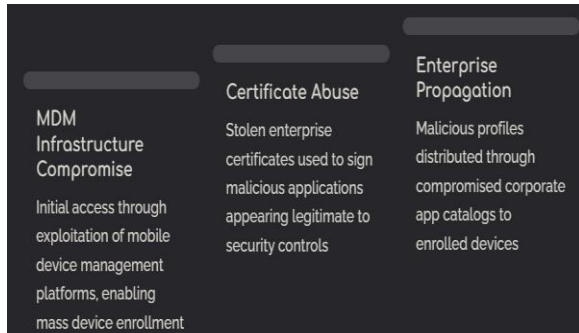 MDM
Infrastructure
Compromise
Initial access through
exploitation of mobile
device management
platforms, enabling
mass device enrollment
Certificate Abuse
Stolen enterprise
certificates used to sign
malicious applications
appearing legitimate to
security controls
Enterprise
Propagation
Malicious profiles
distributed through
compromised corporate
app catalogs to
enrolled devices